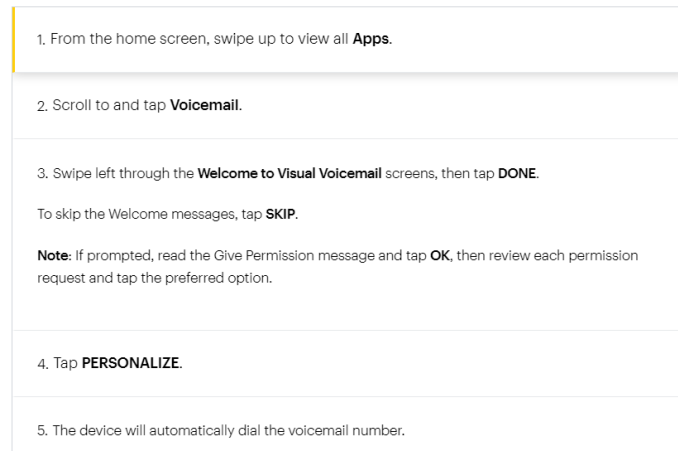 1. From the home screen, swipe up to view all Apps.
2. Scroll to and tap Voicemail.
3. Swipe left through the Welcome to Visual Voicemail screens, then tap DONE.
To skip the Welcome messages, tap SKIP.
Note: If prompted, read the Give Permission message and tap OK, then review each permission
request and tap the preferred option.
4. Tap PERSONALIZE.
5. The device will automatically dial the voicemail number.